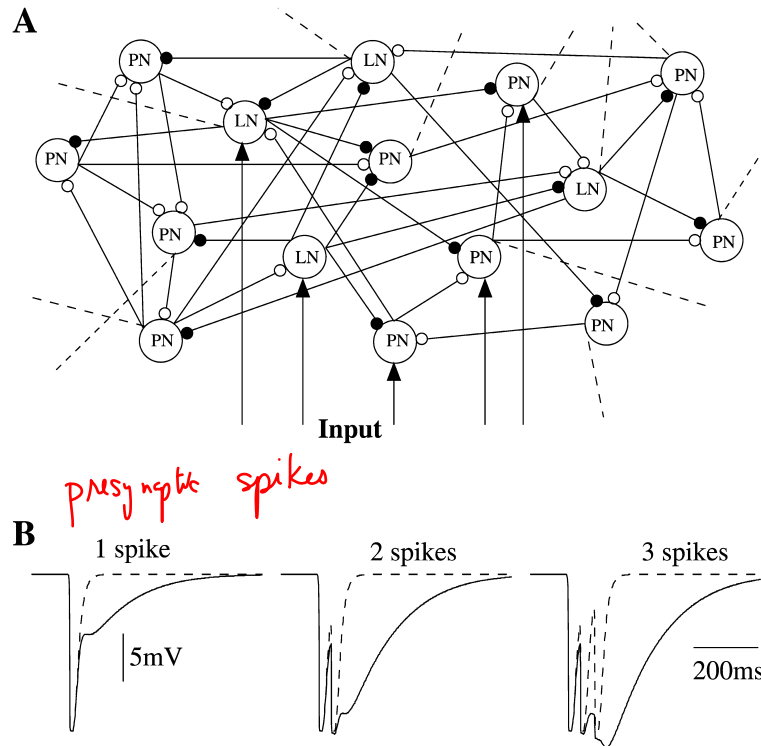 A
PN
LN
PN
PN
LN
PN
PN
LN
PN
PN
LN
PN
PN
PN
PN
Input
presynaptic spikes
B
1 spike
2 spikes
3 spikes
5mV
200ms